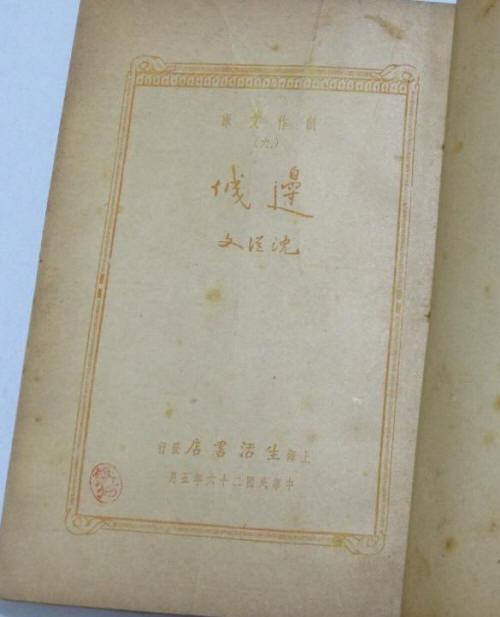 創作文庫
（六）
邊城
沈從文
上海生活書店發行
中華民國二十六年五月